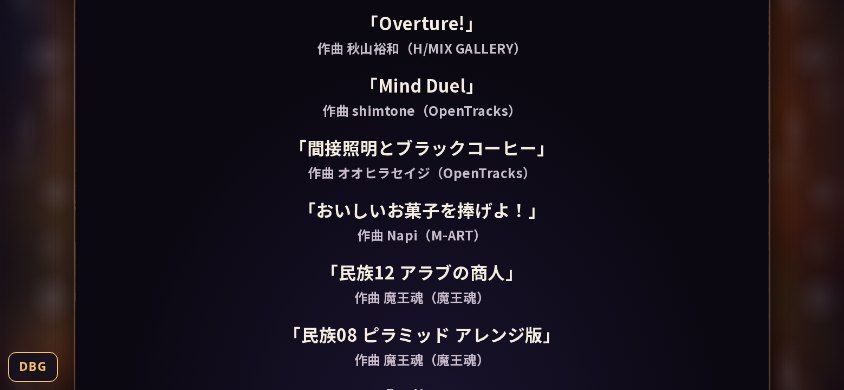 「Overture!」
作曲 秋山裕和（H/MIX GALLERY）
「Mind Duel」
作曲 shimtone（OpenTracks）
「間接照明とブラックコーヒー」
作曲 オオヒラセイジ（OpenTracks）
「おいしいお菓子を捧げよ！」
作曲 Napi（M-ART）
「民族12 アラブの商人」
作曲 魔王魂（魔王魂）
「民族08 ピラミッド アレンジ版」
作曲 魔王魂（魔王魂）
DBG